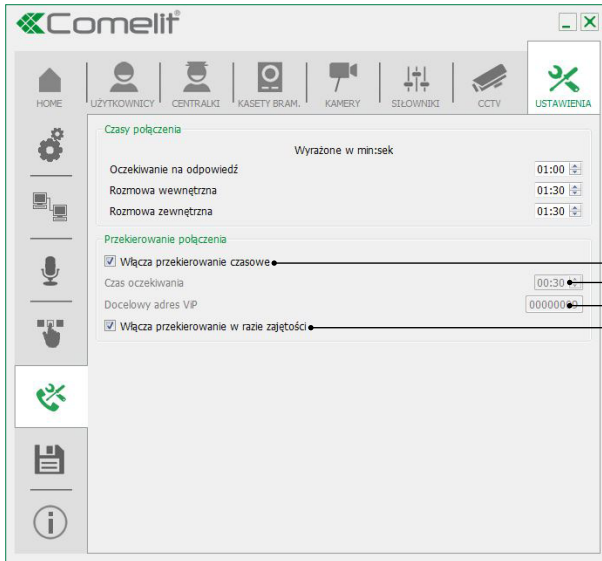 Comelit®
HOME
UŻYTKOWNICY
CENTRALKI
KASETY BRAM.
KAMERY
SIŁOWNIKI
CCTV
USTAWIENIA
Czasy połączenia
Wyrażone w min:sek
Oczekiwanie na odpowiedź 01:00
Rozmowa wewnętrzna 01:30
Rozmowa zewnętrzna 01:30
Przekierowanie połączenia
Włącza przekierowanie czasowe
Czas oczekiwania 00:30
Docelowy adres ViP
Włącza przekierowanie w razie zajętości